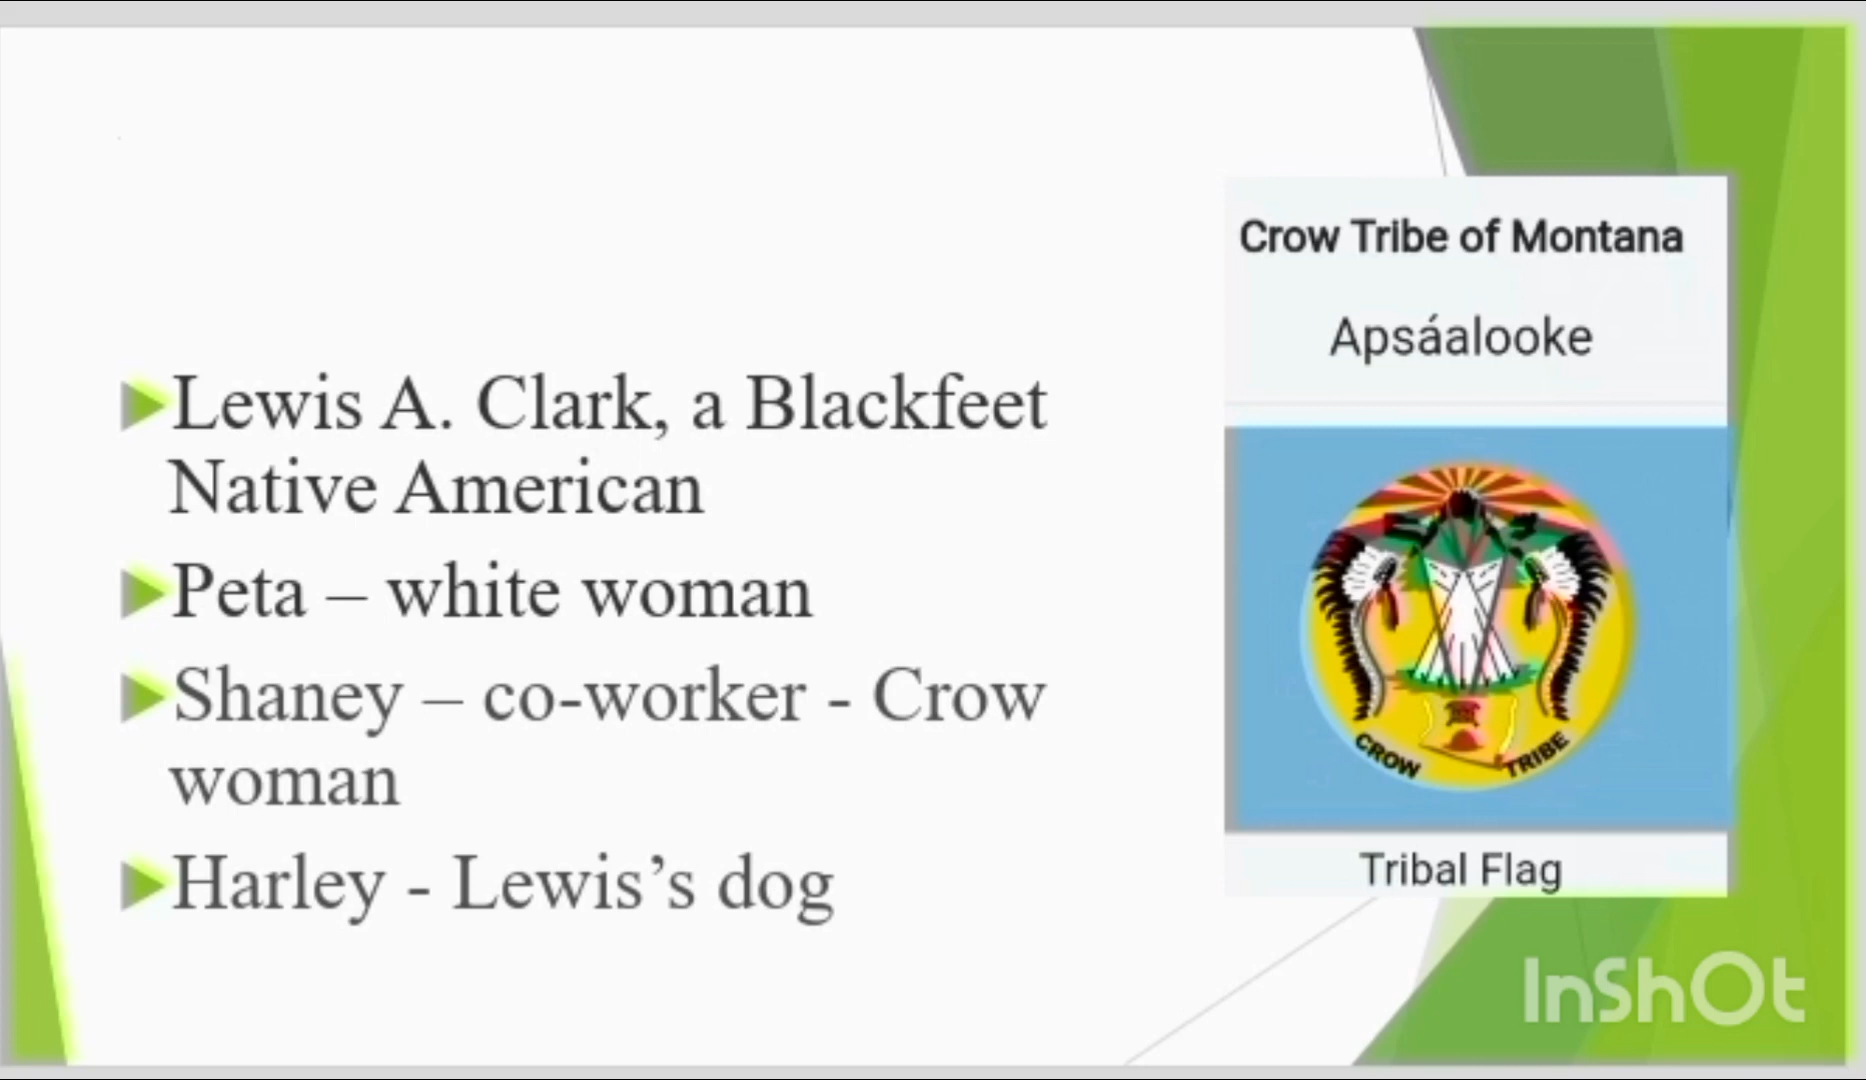 Lewis A. Clark, a Blackfeet
Native American
Peta – white woman
Shaney – co-worker - Crow
woman
Harley - Lewis’s dog
Crow Tribe of Montana
Apsáalooke
CROW TRIBE
Tribal Flag
InShOt